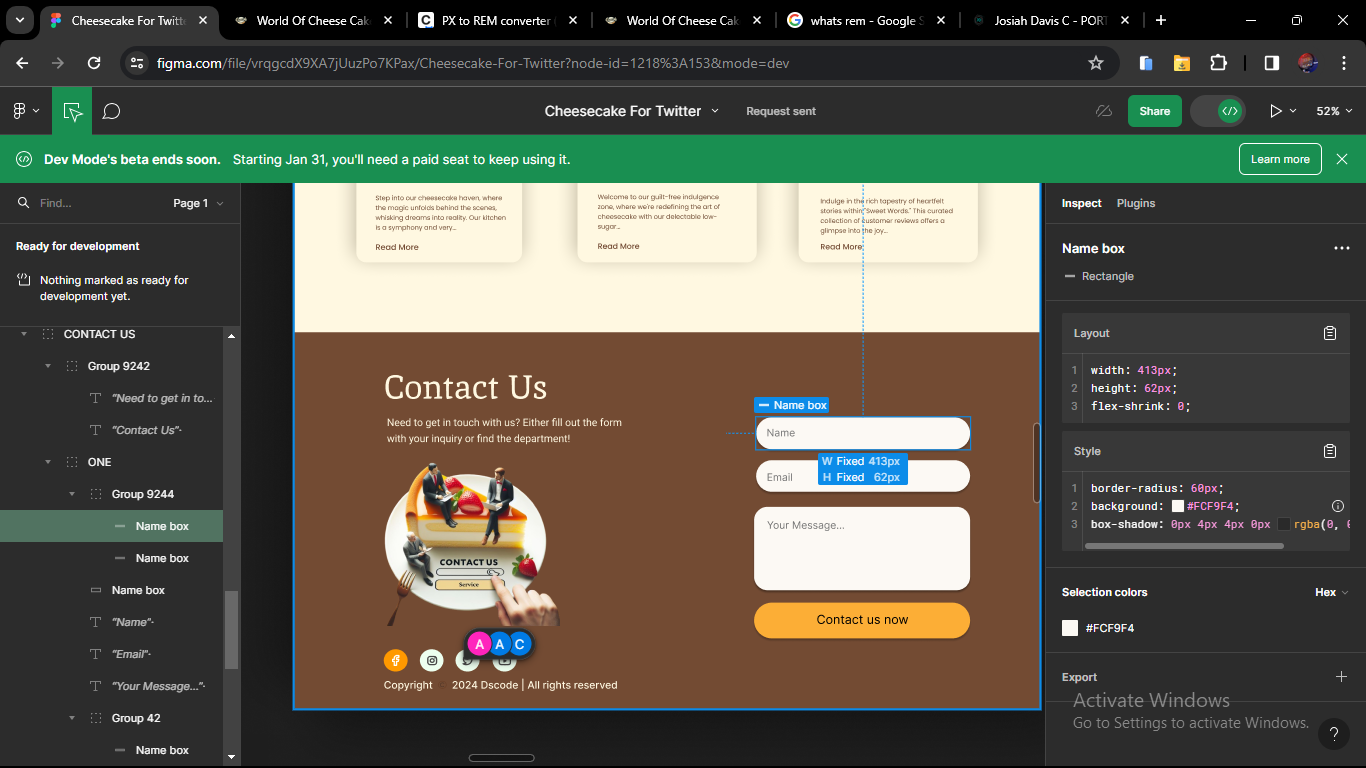 Cheesecake For Twitte
World Of Cheese Cak
PX to REM converter
World Of Cheese Cak
whats rem - Google S
Josiah Davis C - PORT
figma.com/file/vrqgcdX9XA7jUuzPo7KPax/Cheesecake-For-Twitter?node-id=1218%3A153&mode=dev
Cheesecake For Twitter
Request sent
Share
52%
Dev Mode's beta ends soon. Starting Jan 31, you'll need a paid seat to keep using it.
Learn more
Find...
Page 1
Ready for development
Nothing marked as ready for
development yet.
CONTACT US
Group 9242
"Need to get in to...
"Contact Us"
ONE
Group 9244
Name box
Name box
Name box
"Name"
"Email"
"Your Message..."
Group 42
Name box
Step into our cheesecake haven, where
the magic unfolds behind the scenes,
whisking dreams into reality. Our kitchen
is a symphony and very...
Read More
Welcome to our guilt-free indulgence
zone, where we're redefining the art of
cheesecake with our delectable low-
sugar...
Read More
Indulge in the rich tapestry of heartfelt
stories within "Sweet Words." This curated
collection of customer reviews offers a
glimpse into the joy...
Read More
Contact Us
Need to get in touch with us? Either fill out the form
with your inquiry or find the department!
CONTACT US
Service
A A C
Copyright © 2024 Dscode | All rights reserved
Name box
Name
W Fixed 413px
H Fixed 62px
Email
Your Message...
Contact us now
Inspect
Plugins
Name box
Rectangle
Layout
1 width: 413px;
2 height: 62px;
3 flex-shrink: 0;
Style
1 border-radius: 60px;
2 background: #FCF9F4;
3 box-shadow: 0px 4px 4px 0px rgba(0, 0
Selection colors
Hex
#FCF9F4
Export
Activate Windows
Go to Settings to activate Windows.
?